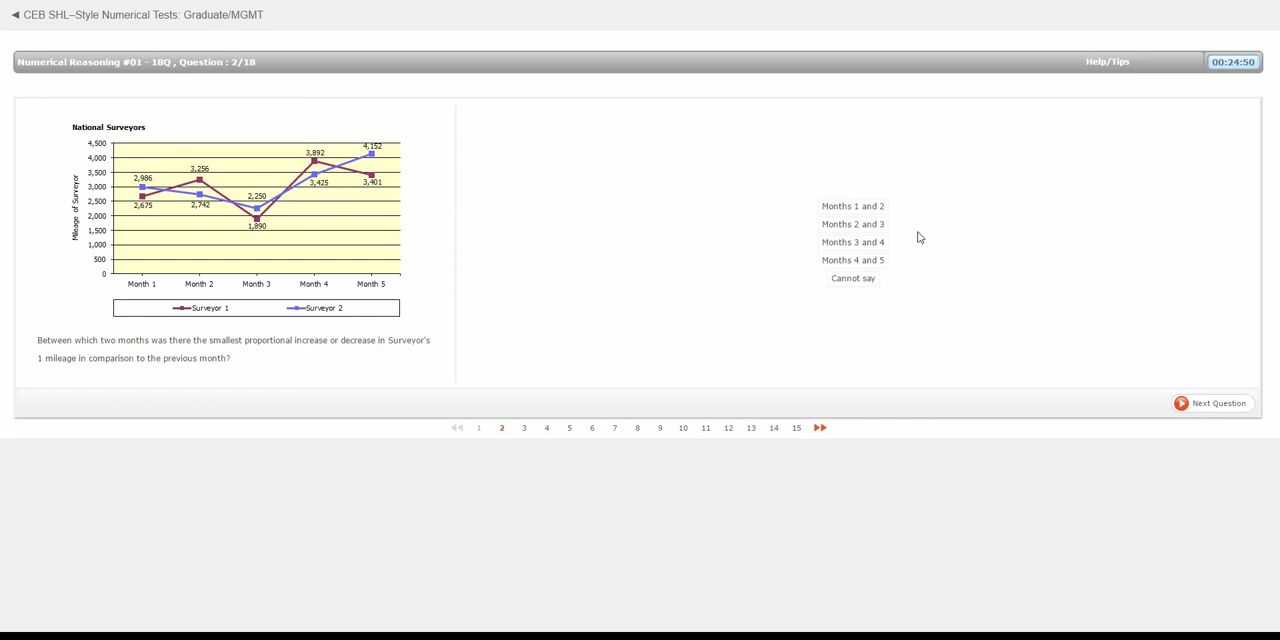 ◄ CEB SHL–Style Numerical Tests: Graduate/MGMT
Numerical Reasoning #01 - 18Q , Question : 2/18
Help/Tips
00:24:50
National Surveyors
Mileage of Surveyor
4,500
4,000
3,500
3,000
2,500
2,000
1,500
1,000
500
0
2,986
2,675
3,256
2,742
2,250
1,890
3,892
3,425
4,152
3,401
Month 1 Month 2 Month 3 Month 4 Month 5
Surveyor 1 Surveyor 2
Between which two months was there the smallest proportional increase or decrease in Surveyor's
1 mileage in comparison to the previous month?
Months 1 and 2
Months 2 and 3
Months 3 and 4
Months 4 and 5
Cannot say
Next Question
1 2 3 4 5 6 7 8 9 10 11 12 13 14 15